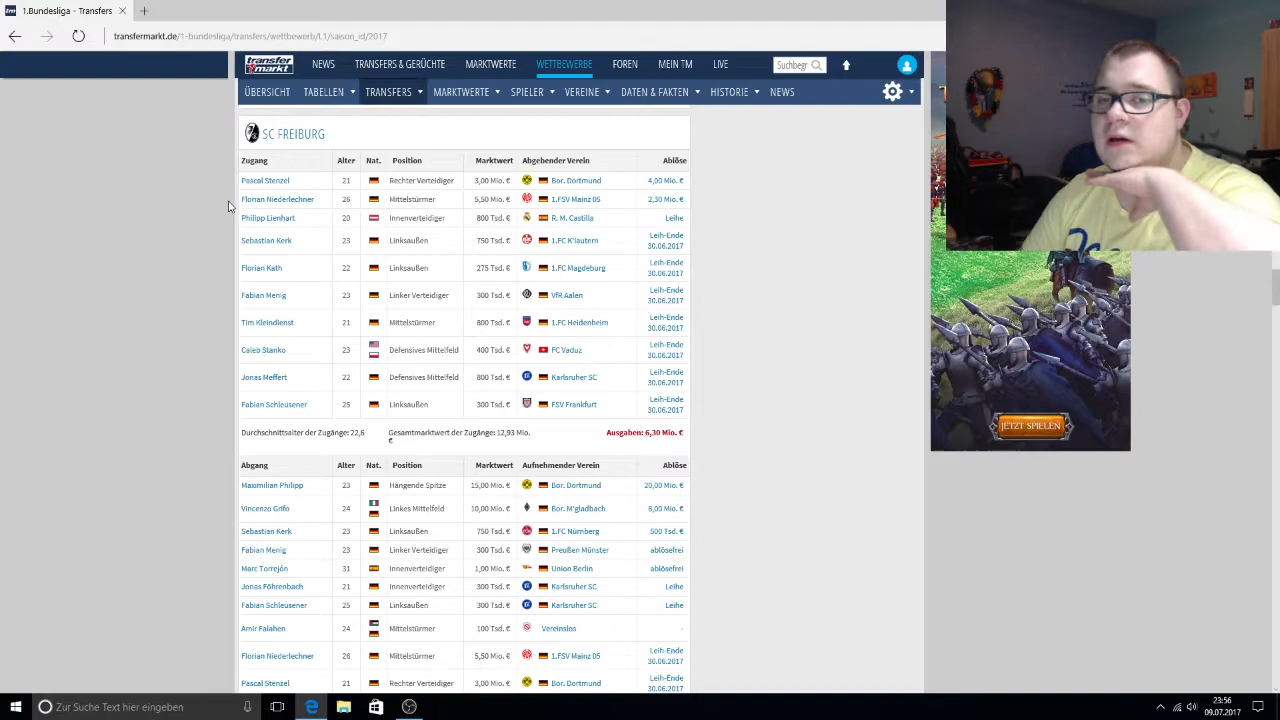 1.Bundesliga - Transfers
transfermarkt.de/1-bundesliga/transfers/wettbewerb/L1/saison_id/2017
transfer markt NEWS TRANSFERS & GERÜCHTE MARKTWERTE WETTBEWERBE FOREN MEIN TM LIVE Suchbegr
ÜBERSICHT TABELLEN TRANSFERS MARKTWERTE SPIELER VEREINE DATEN & FAKTEN HISTORIE NEWS
SC FREIBURG
Zugang Alter Nat. Position Marktwert Abgebender Verein Ablöse
Pascal Stenzel 21 Rechter Verteidiger 3,00 Mio. € Bor. Dortmund 4,00 Mio. €
Florian Niederlechner 26 Mittelstürmer 5,50 Mio. € 1.FSV Mainz 05 2,30 Mio. €
Philipp Lienhart 20 Innenverteidiger 800 Tsd. € R. M. Castilla Leihe
Sebastian Kerk 23 Linksaußen 750 Tsd. € 1.FC K'lautern Leih-Ende
30.06.2017
Florian Kath 22 Linksaußen 275 Tsd. € 1.FC Magdeburg Leih-Ende
30.06.2017
Fabian Menig 23 Linker Verteidiger 300 Tsd. € VfR Aalen Leih-Ende
30.06.2017
Tim Kleindienst 21 Mittelstürmer 800 Tsd. € 1.FC Heidenheim Leih-Ende
30.06.2017
Caleb Stanko 23 Defensives Mittelfeld 400 Tsd. € FC Vaduz Leih-Ende
30.06.2017
Jonas Meffert 22 Defensives Mittelfeld 800 Tsd. € Karlsruher SC Leih-Ende
30.06.2017
Fabian Schleusener 25 Linksaußen 300 Tsd. € FSV Frankfurt Leih-Ende
30.06.2017
Durchschnittsalter der Zugänge: 22,6 Gesamtmarktwert der Zugänge: 12,93 Mio. Ausgaben: 6,30 Mio. €
€
Abgang Alter Nat. Position Marktwert Aufnehmender Verein Ablöse
Maximilian Philipp 23 Hängende Spitze 15,00 Mio. € Bor. Dortmund 20,00 Mio. €
Vincenzo Grifo 24 Linkes Mittelfeld 10,00 Mio. € Bor. M'gladbach 6,00 Mio. €
Sebastian Kerk 23 Linksaußen 750 Tsd. € 1.FC Nürnberg 500 Tsd. €
Fabian Menig 23 Linker Verteidiger 300 Tsd. € Preußen Münster ablösefrei
Marc Torrejón 31 Innenverteidiger 1,00 Mio. € Union Berlin ablösefrei
Jonas Föhrenbach 21 Innenverteidiger 300 Tsd. € Karlsruher SC Leihe
Fabian Schleusener 25 Linksaußen 300 Tsd. € Karlsruher SC Leihe
Amir Falahen 24 Mittelstürmer 100 Tsd. € Vereinslos -
Florian Niederlechner 26 Mittelstürmer 5,50 Mio. € 1.FSV Mainz 05 Leih-Ende
30.06.2017
Pascal Stenzel 21 Rechter Verteidiger 3,00 Mio. € Bor. Dortmund Leih-Ende
30.06.2017
JETZT SPIELEN
Zur Suche Text hier eingeben
23:56
09.07.2017